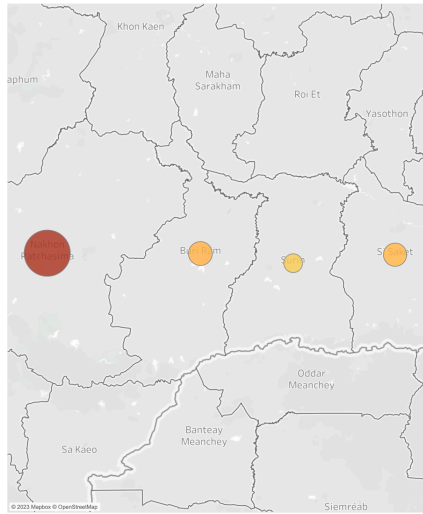 Khon Kaen
aphum
Maha
Sarakham
Roi Et
Yasothon
Nakhon
Ratchasima
Buri Ram
Surin
Si Saket
Oddar
Meanchey
Banteay
Meanchey
Sa Kaeo
Siemréab
© 2023 Mapbox © OpenStreetMap